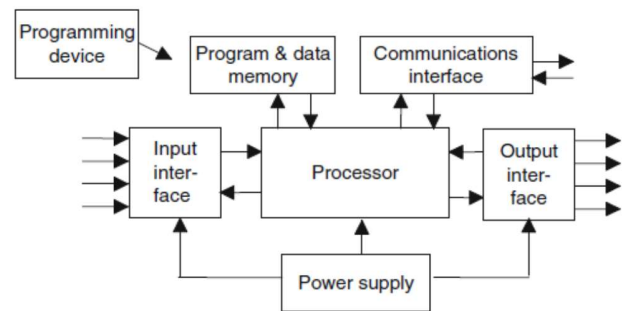 Programming
device
Program & data
memory
Communications
interface
Input
inter-
face
Processor
Output
inter-
face
Power supply